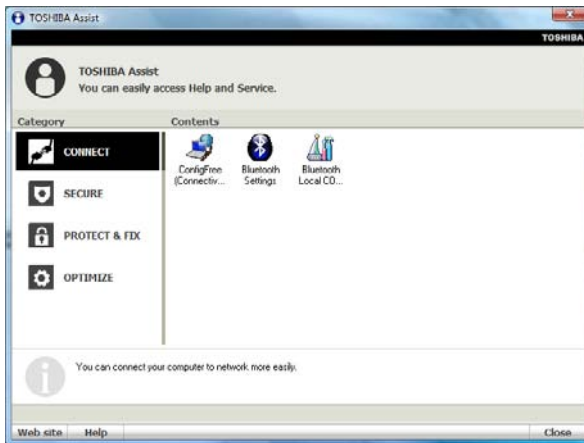 TOSHIBA Assist
TOSHIBA
TOSHIBA Assist
You can easily access Help and Service.
Category
Contents
CONNECT
SECURE
PROTECT & FIX
OPTIMIZE
ConfigFree
(Connectiv...
Bluetooth
Settings
Bluetooth
Local CO...
You can connect your computer to network more easily.
Web site
Help
Close